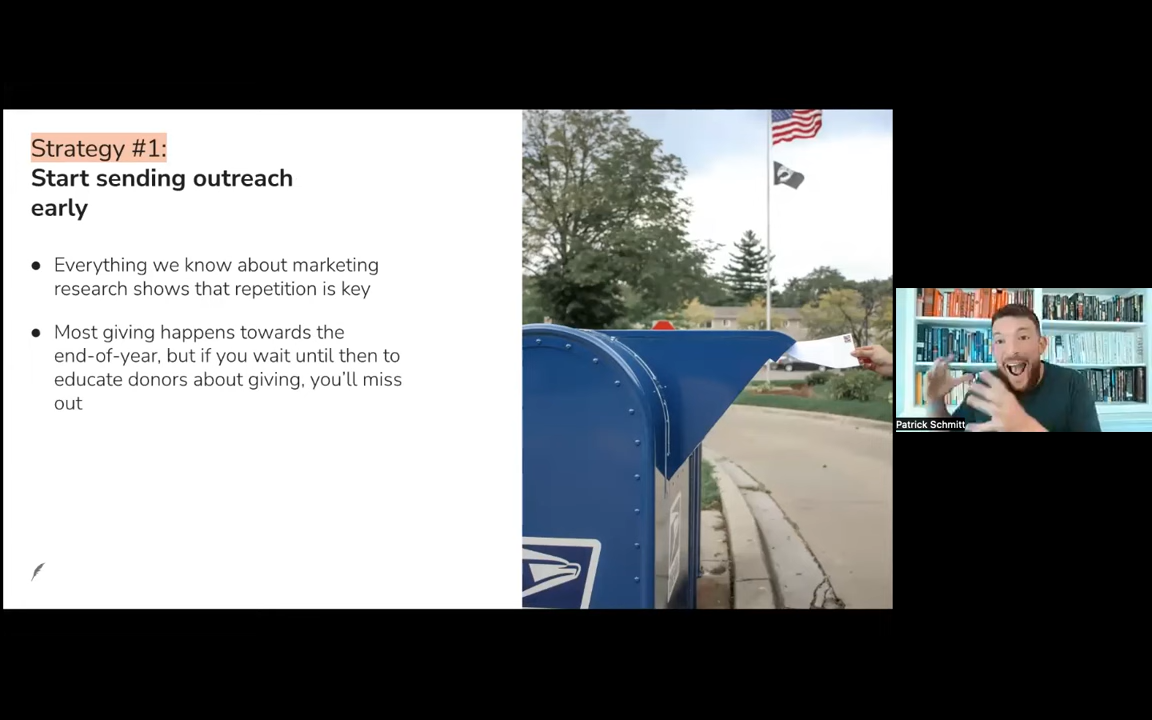 Strategy #1:
Start sending outreach
early
● Everything we know about marketing
research shows that repetition is key
● Most giving happens towards the
end-of-year, but if you wait until then to
educate donors about giving, you’ll miss
out
Patrick Schmitt